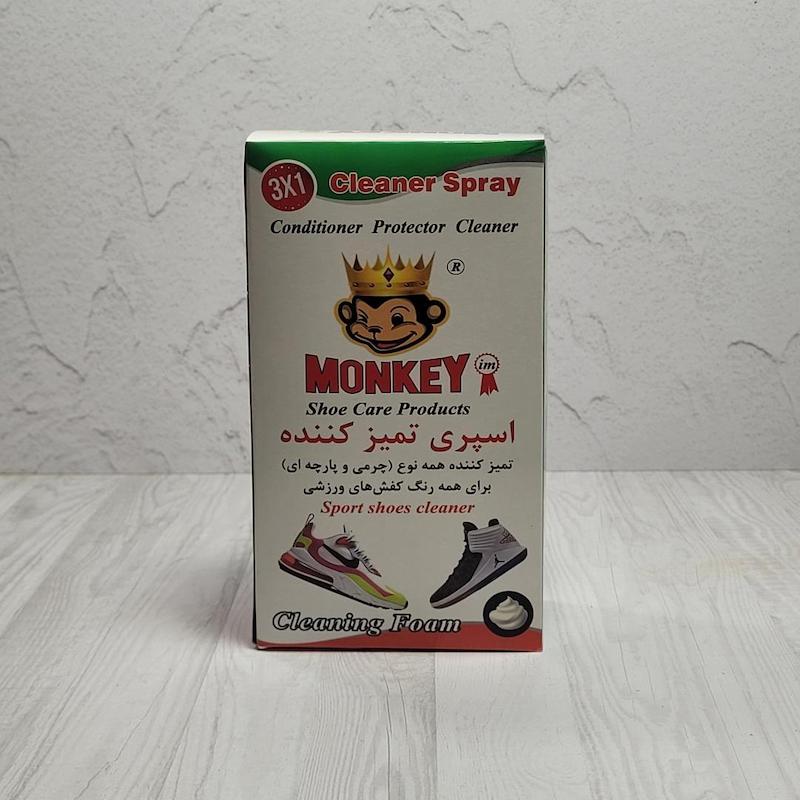 3X1
Cleaner Spray
Conditioner Protector Cleaner
®
MONKEY
im
Shoe Care Products
اسپری تمیز کننده
تمیز کننده همه نوع (چرمی و پارچه ای)
برای همه رنگ کفش‌های ورزشی
Sport shoes cleaner
Cleaning Foam